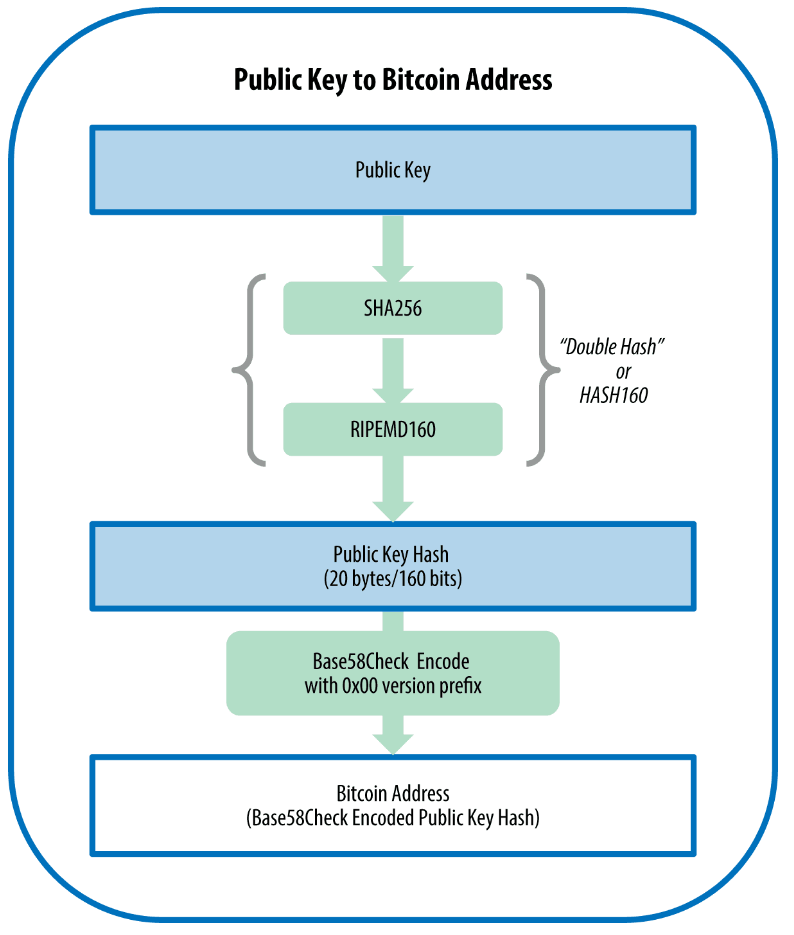 Public Key to Bitcoin Address
Public Key
SHA256
“Double Hash”
or
HASH160
RIPEMD160
Public Key Hash
(20 bytes/160 bits)
Base58Check Encode
with 0x00 version prefix
Bitcoin Address
(Base58Check Encoded Public Key Hash)